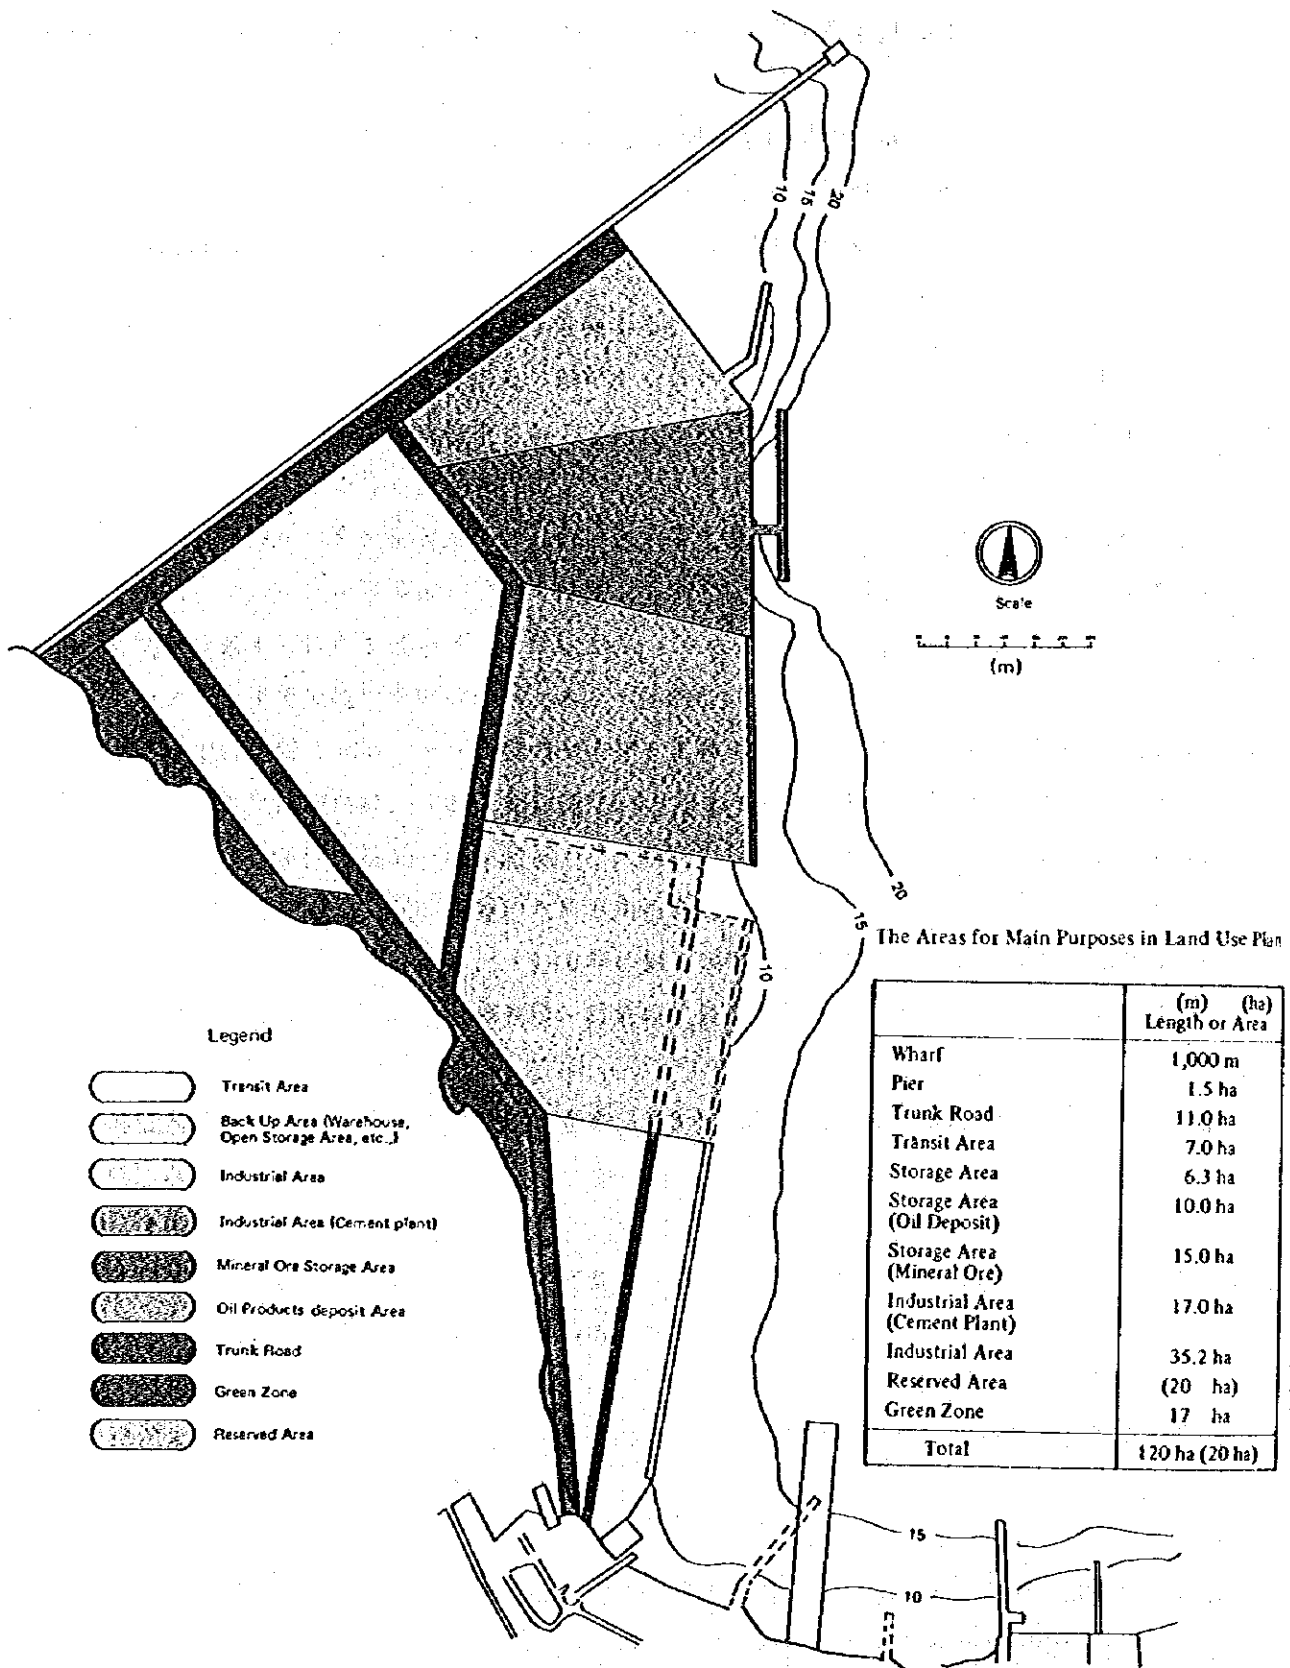 10
15
20
Scale
(m)
20
15
10
The Areas for Main Purposes in Land Use Plan
(m) (ha)
Length or Area
Wharf 1,000 m
Pier 1.5 ha
Trunk Road 11.0 ha
Transit Area 7.0 ha
Storage Area 6.3 ha
Storage Area
(Oil Deposit) 10.0 ha
Storage Area
(Mineral Ore) 15.0 ha
Industrial Area
(Cement Plant) 17.0 ha
Industrial Area 35.2 ha
Reserved Area (20 ha)
Green Zone 17 ha
Total 120 ha (20 ha)
Legend
Transit Area
Back Up Area (Warehouse,
Open Storage Area, etc.,)
Industrial Area
Industrial Area (Cement plant)
Mineral Ore Storage Area
Oil Products deposit Area
Trunk Road
Green Zone
Reserved Area
15
10